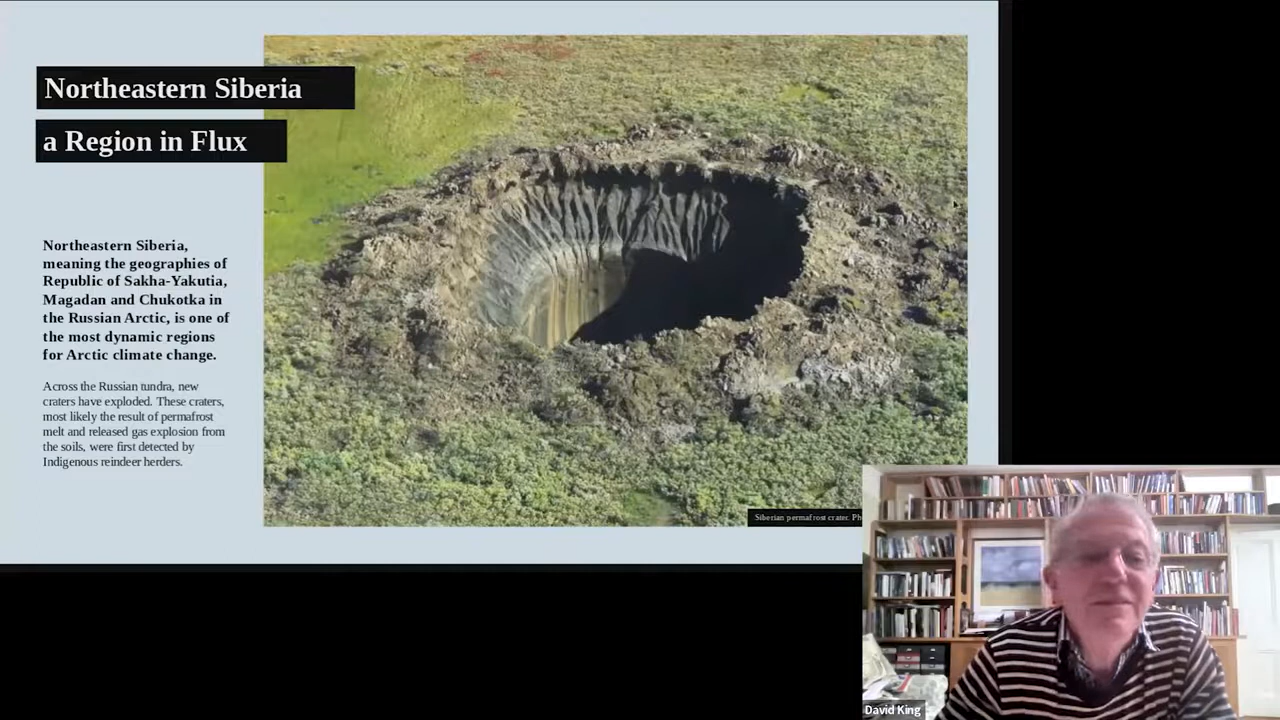 Northeastern Siberia
a Region in Flux
Northeastern Siberia,
meaning the geographies of
Republic of Sakha-Yakutia,
Magadan and Chukotka in
the Russian Arctic, is one of
the most dynamic regions
for Arctic climate change.
Across the Russian tundra, new
craters have exploded. These craters,
most likely the result of permafrost
melt and released gas explosion from
the soils, were first detected by
Indigenous reindeer herders.
Siberian permafrost crater. Ph
David King